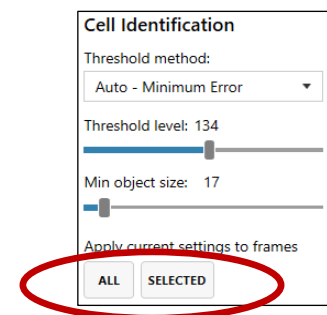 Cell Identification
Threshold method:
Auto - Minimum Error
Threshold level: 134
Min object size: 17
Apply current settings to frames
ALL SELECTED